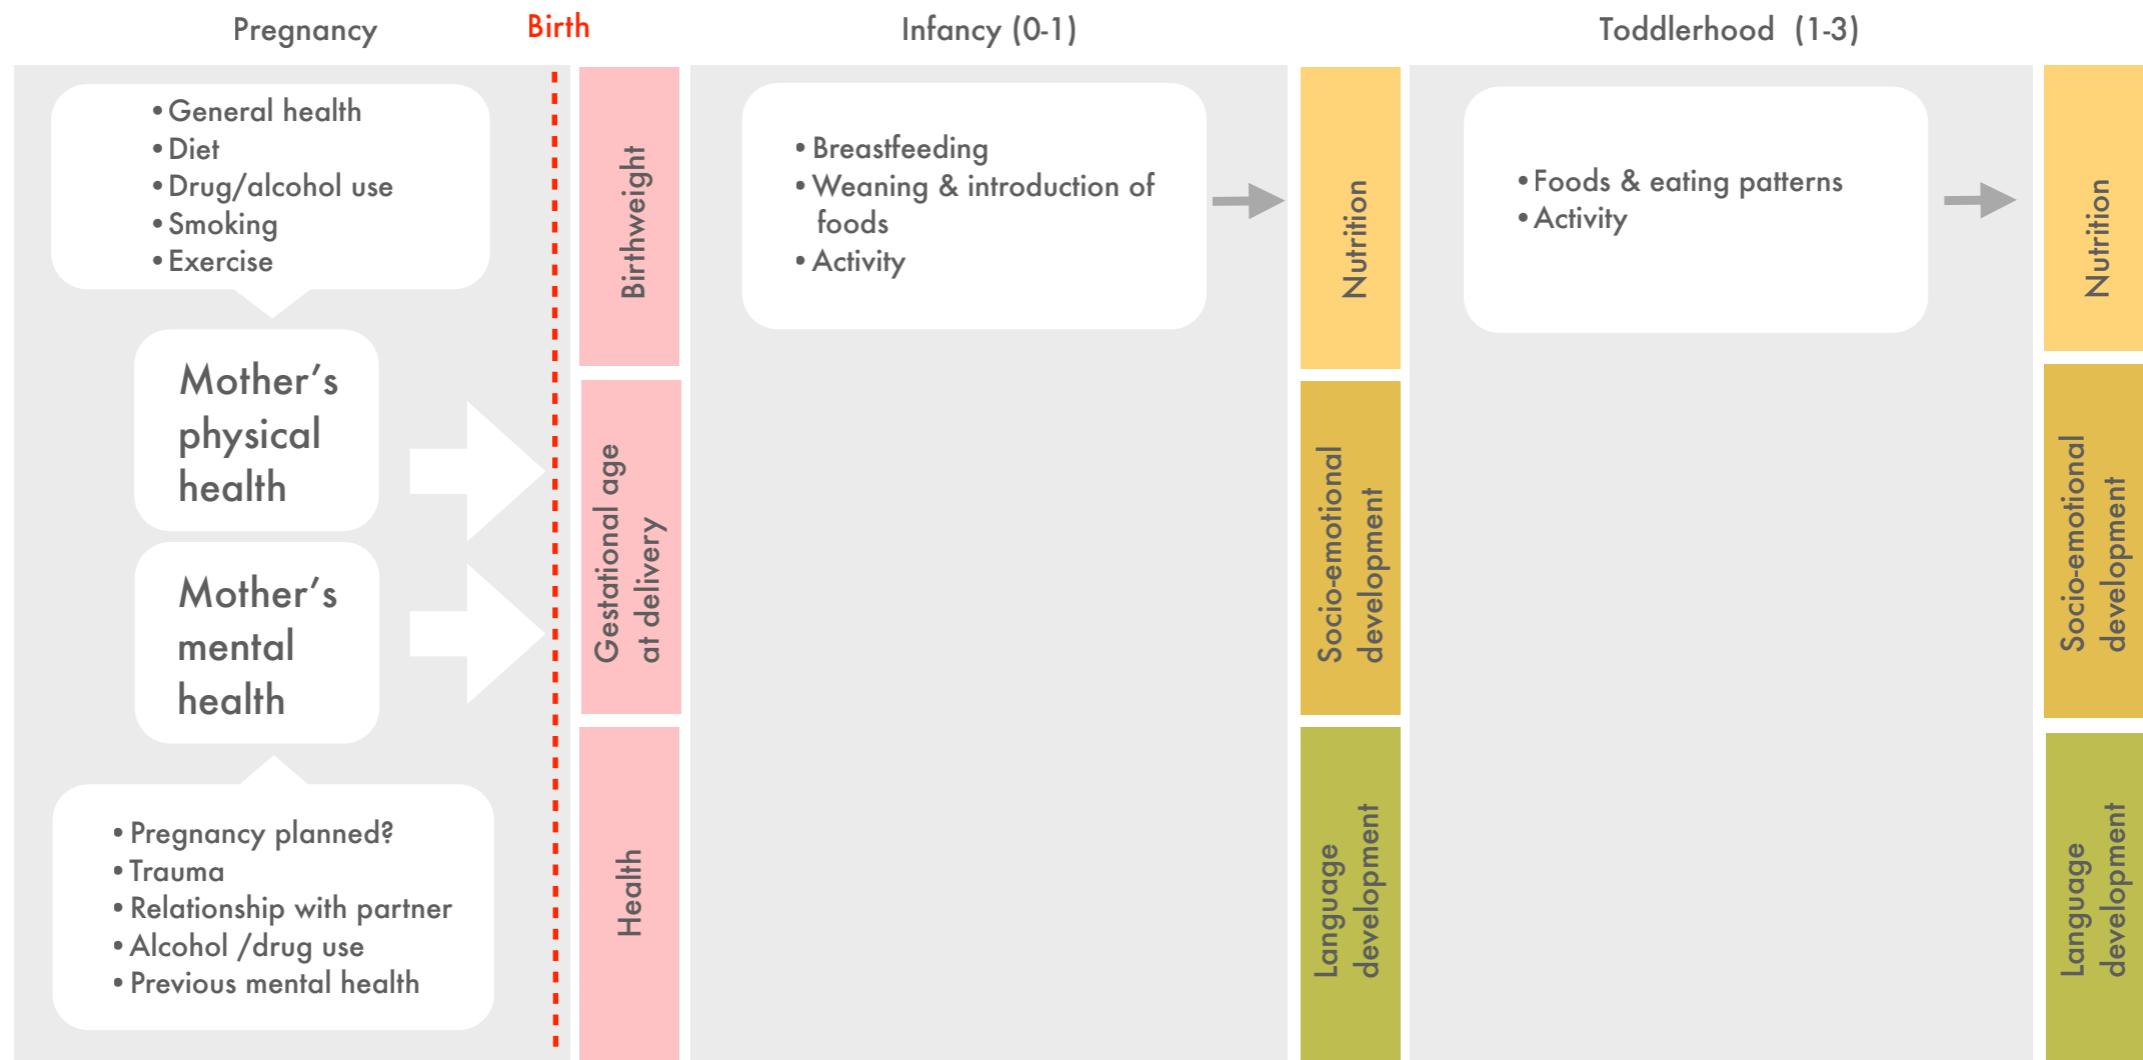 Pregnancy
Birth
Infancy (0-1)
Toddlerhood (1-3)
• General health
• Diet
• Drug/alcohol use
• Smoking
• Exercise
Mother's
physical
health
Mother's
mental
health
• Pregnancy planned?
• Trauma
• Relationship with partner
• Alcohol /drug use
• Previous mental health
Birthweight
Gestational age
at delivery
Health
• Breastfeeding
• Weaning & introduction of
foods
• Activity
Nutrition
Socio-emotional
development
Language
development
• Foods & eating patterns
• Activity
Nutrition
Socio-emotional
development
Language
development